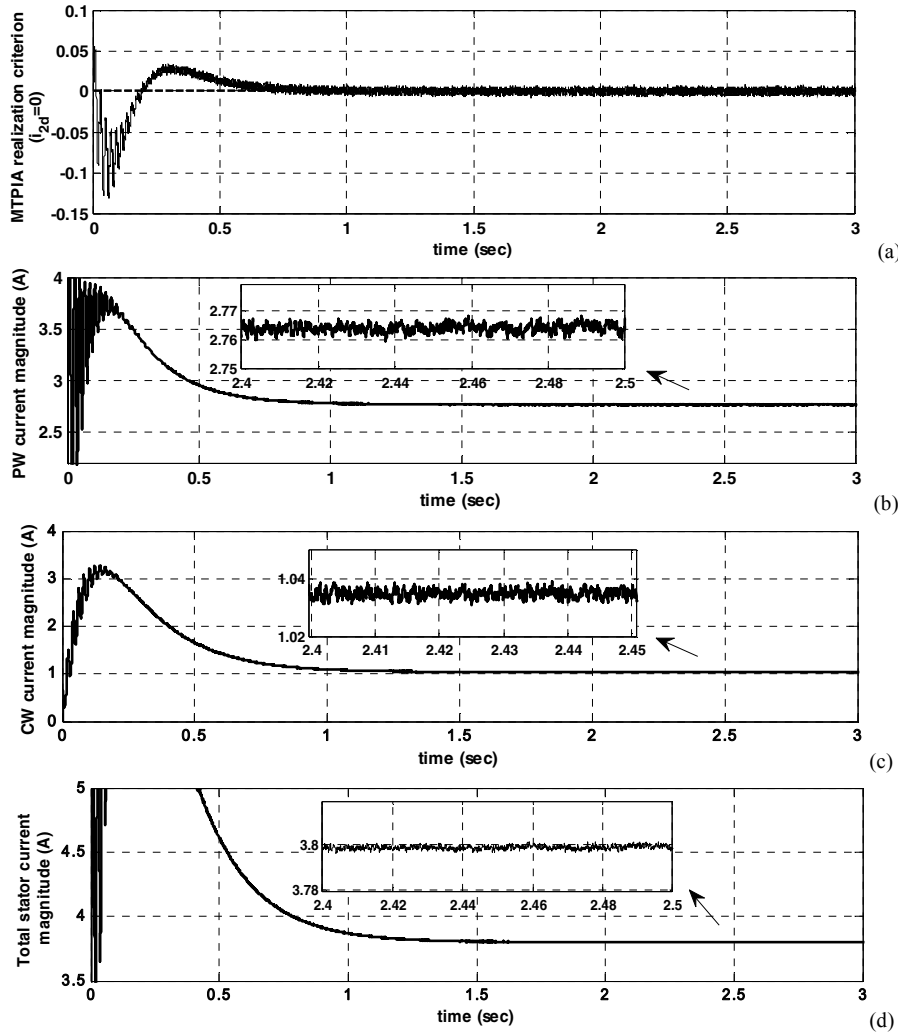 0.1
0.05
0
-0.05
-0.1
-0.15
MTPIA realization criterion
(i2d=0)
0 0.5 1 1.5 2 2.5 3
time (sec)
(a)
4
3.5
3
2.5
PW current magnitude (A)
2.77
2.76
2.75
2.4 2.42 2.44 2.46 2.48 2.5
0 0.5 1 1.5 2 2.5 3
time (sec)
(b)
4
3
2
1
0
CW current magnitude (A)
1.04
1.02
2.4 2.41 2.42 2.43 2.44 2.45
0 0.5 1 1.5 2 2.5 3
time (sec)
(c)
5
4.5
4
3.5
Total stator current
magnitude (A)
3.8
3.78
2.4 2.42 2.44 2.46 2.48 2.5
0 0.5 1 1.5 2 2.5 3
time (sec)
(d)